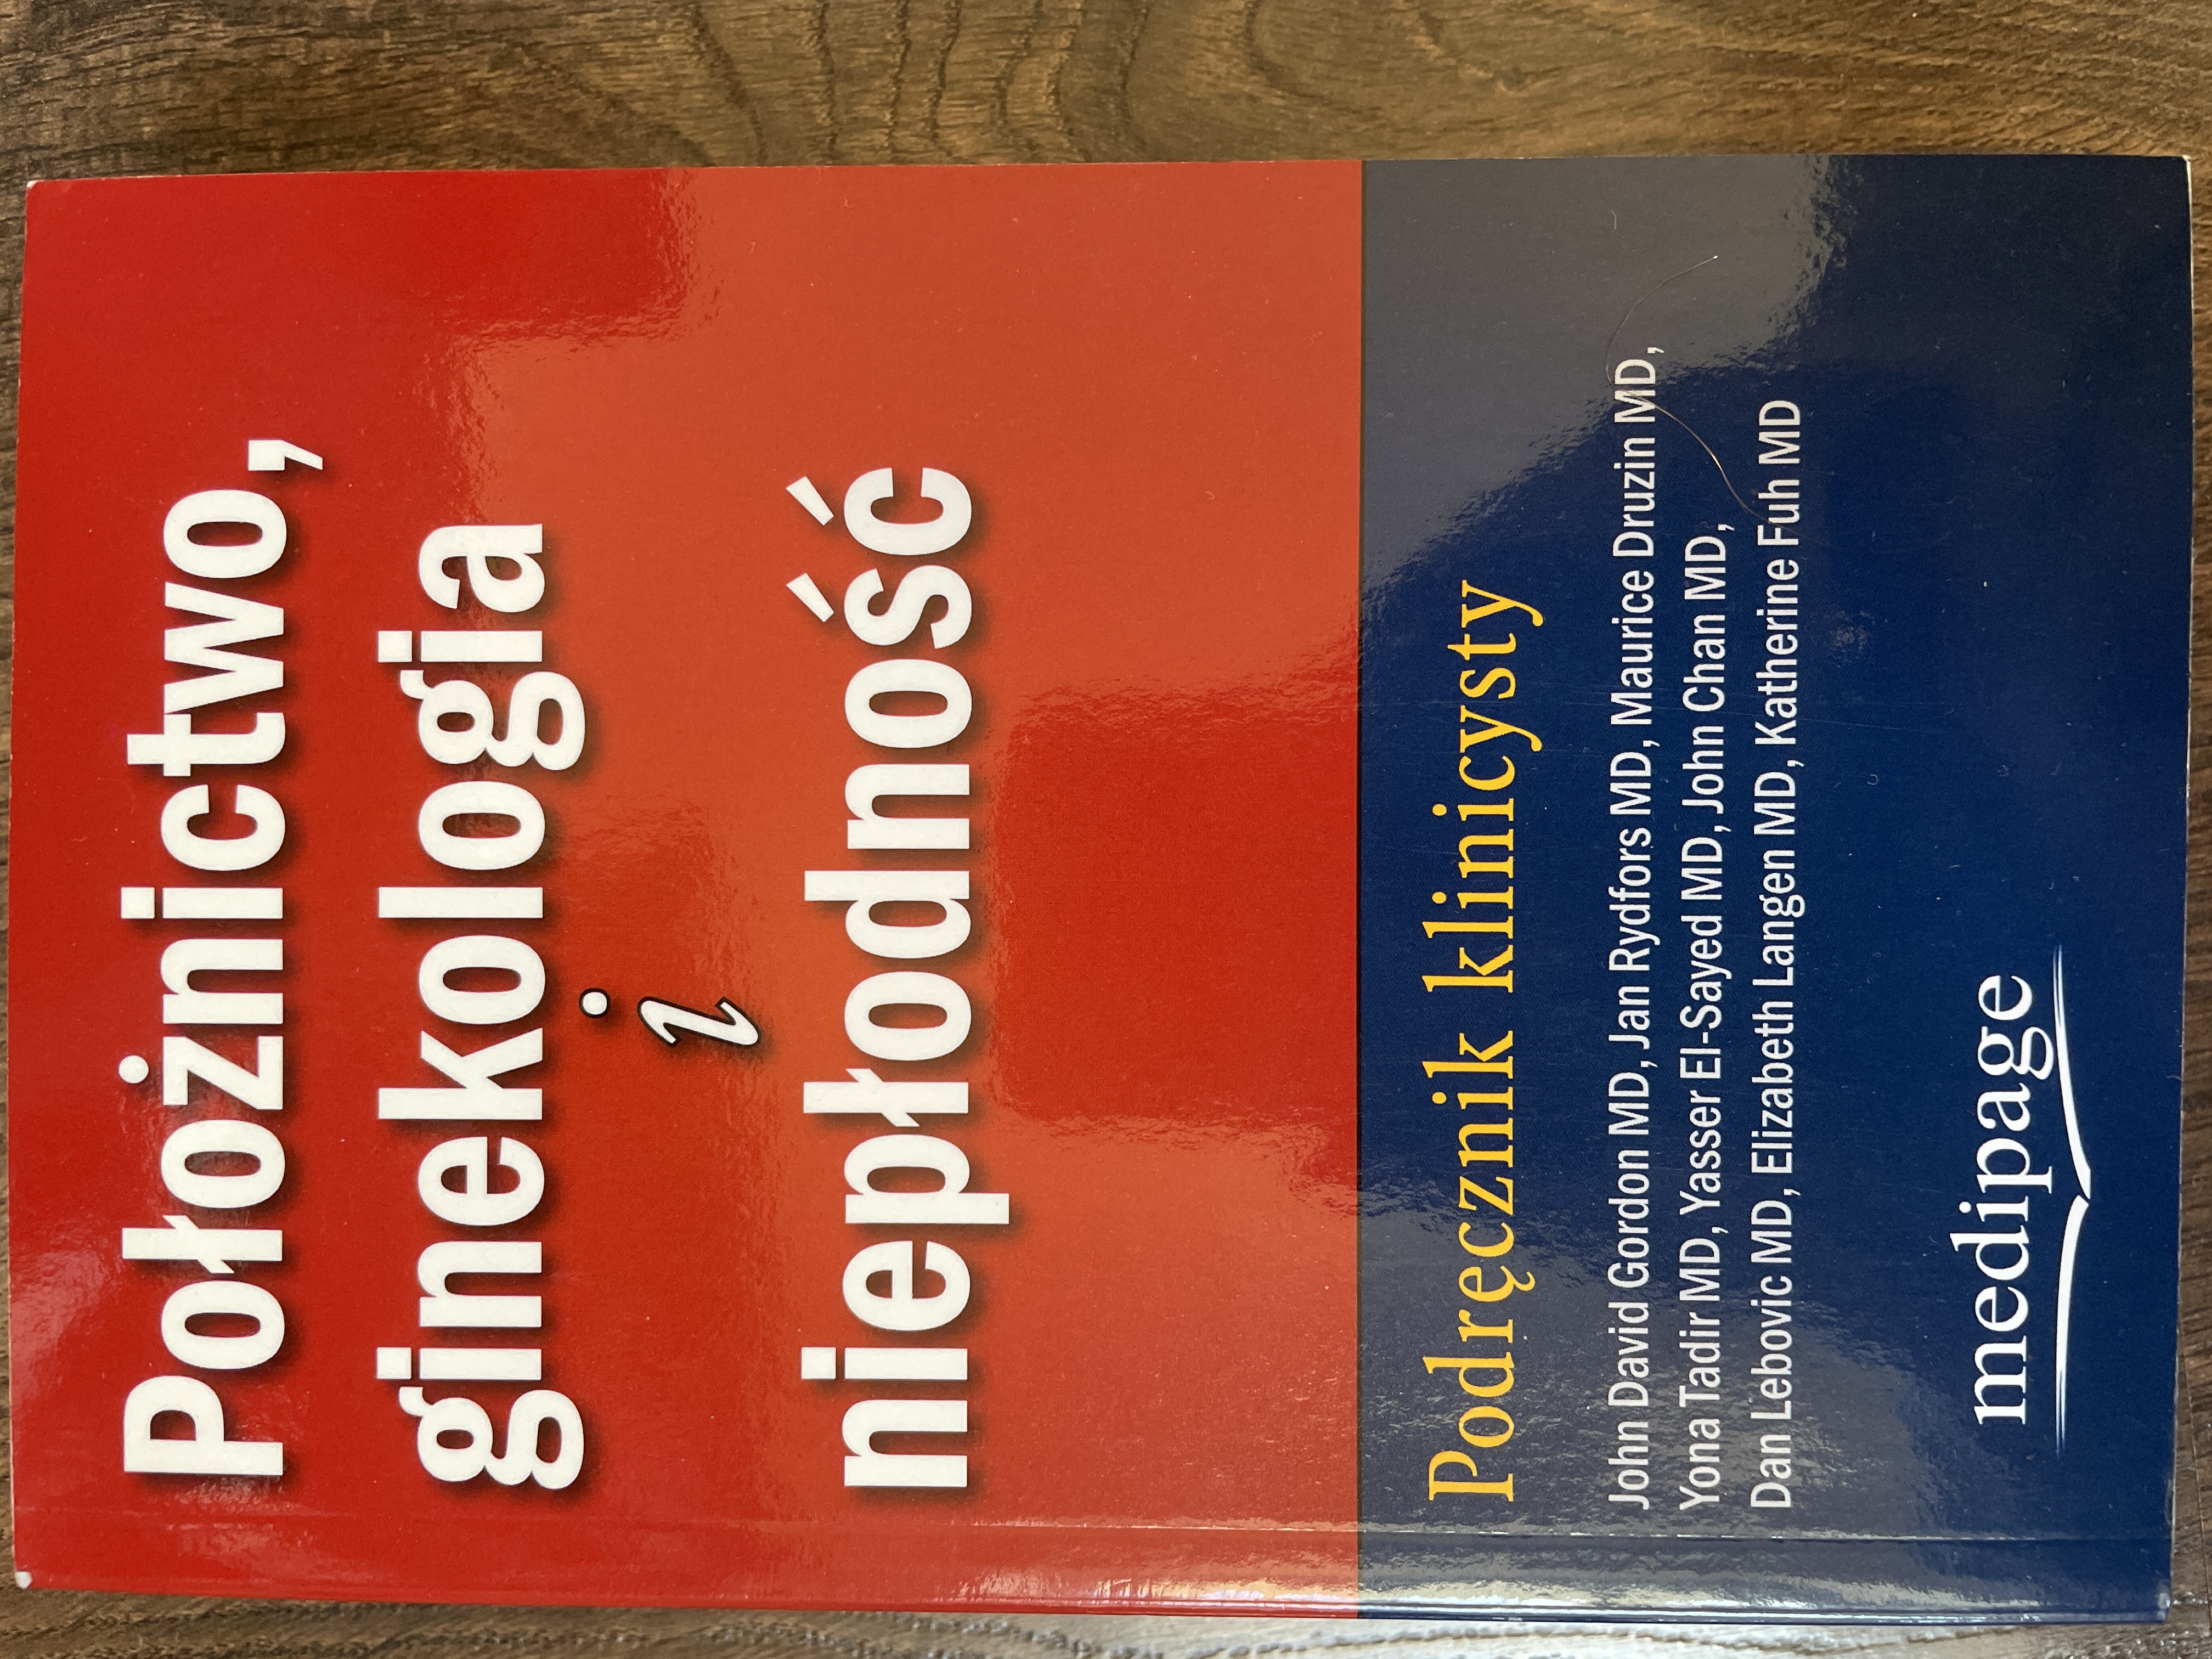 Położnictwo,
ginekologia
i
niepłodność
Podręcznik klinicysty
John David Gordon MD, Jan Rydfors MD, Maurice Druzin MD,
Yona Tadir MD, Yasser El-Sayed MD, John Chan MD,
Dan Lebovic MD, Elizabeth Langen MD, Katherine Fuh MD
medipage